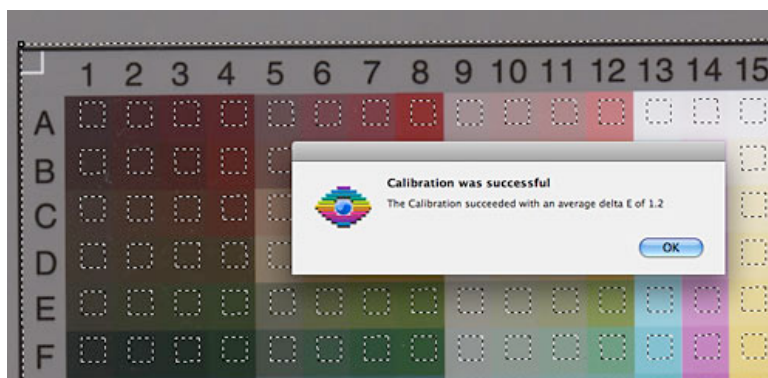 1 2 3 4 5 6 7 8 9 10 11 12 13 14 15
A
B
Calibration was successful
C
The Calibration succeeded with an average delta E of 1.2
D
OK
E
F